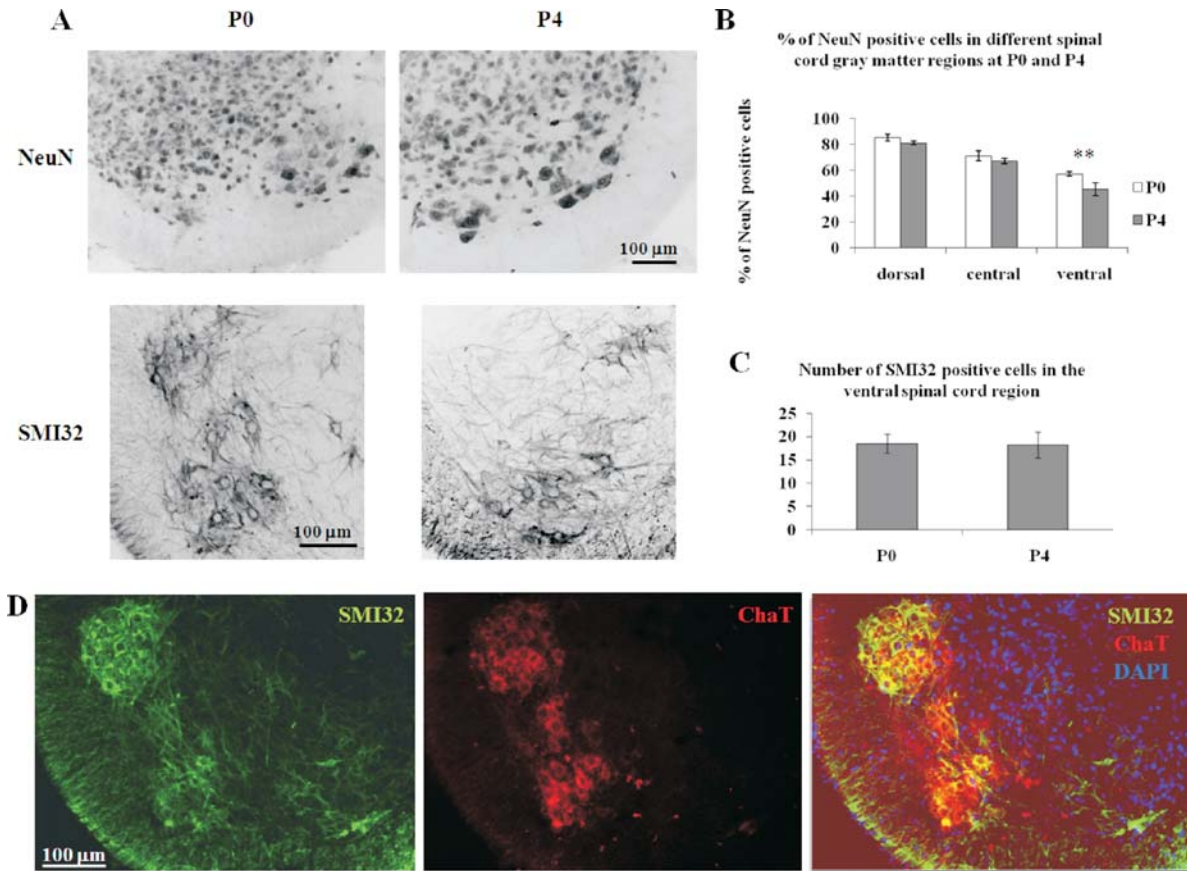 A
P0
P4
NeuN
100 µm
SMI32
100 µm
B
% of NeuN positive cells in different spinal
cord gray matter regions at P0 and P4
% of NeuN positive cells
100
80
60
40
20
0
**
dorsal
central
ventral
P0
P4
C
Number of SMI32 positive cells in the
ventral spinal cord region
25
20
15
10
5
0
P0
P4
D
SMI32
100 µm
ChaT
SMI32
ChaT
DAPI